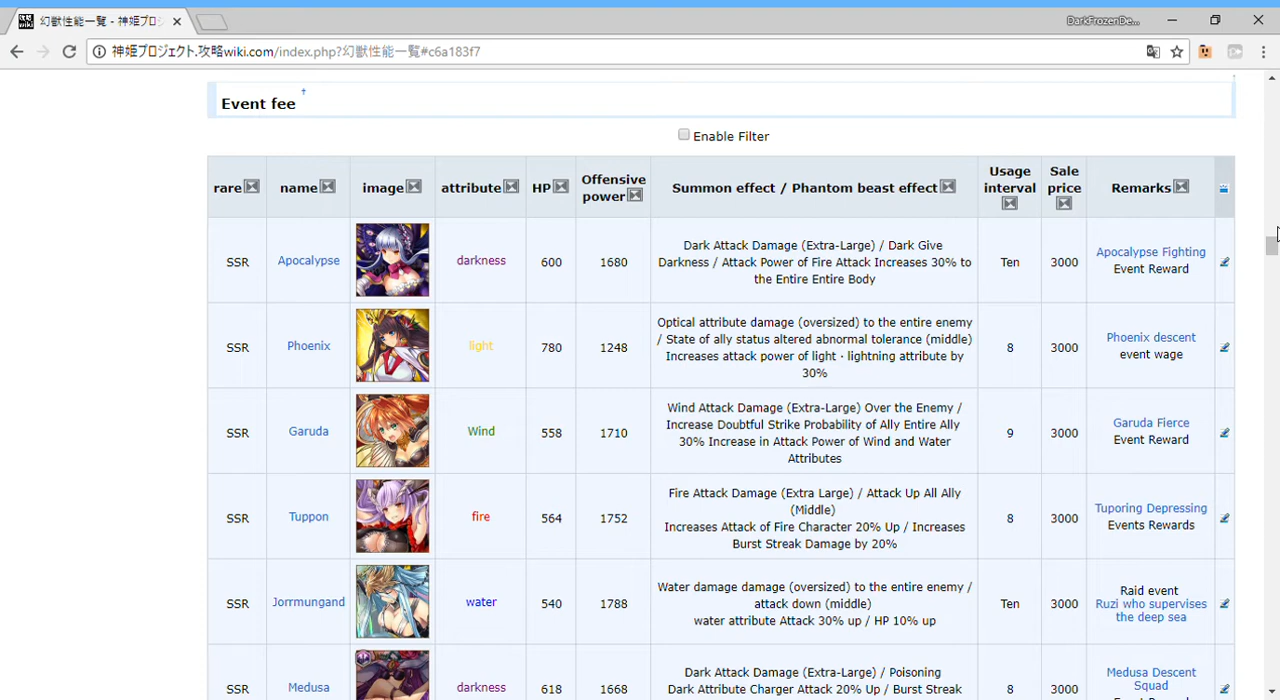 幻獣性能一覧 - 神姫プロジ
DarkFrozenDe...
神姫プロジェクト.攻略wiki.com/index.php?幻獣性能一覧#c6a183f7
Event fee †
Enable Filter
rare name image attribute HP Offensive power Summon effect / Phantom beast effect Usage interval Sale price Remarks
SSR Apocalypse darkness 600 1680 Dark Attack Damage (Extra-Large) / Dark Give Darkness / Attack Power of Fire Attack Increases 30% to the Entire Entire Body Ten 3000 Apocalypse Fighting Event Reward
SSR Phoenix light 780 1248 Optical attribute damage (oversized) to the entire enemy / State of ally status altered abnormal tolerance (middle) Increases attack power of light · lightning attribute by 30% 8 3000 Phoenix descent event wage
SSR Garuda Wind 558 1710 Wind Attack Damage (Extra-Large) Over the Enemy / Increase Doubtful Strike Probability of Ally Entire Ally 30% Increase in Attack Power of Wind and Water Attributes 9 3000 Garuda Fierce Event Reward
SSR Tuppon fire 564 1752 Fire Attack Damage (Extra Large) / Attack Up All Ally (Middle) Increases Attack of Fire Character 20% Up / Increases Burst Streak Damage by 20% 8 3000 Tuporing Depressing Events Rewards
SSR Jorrmungand water 540 1788 Water damage damage (oversized) to the entire enemy / attack down (middle) water attribute Attack 30% up / HP 10% up Ten 3000 Raid event Ruzi who supervises the deep sea
SSR Medusa darkness 618 1668 Dark Attack Damage (Extra-Large) / Poisoning Dark Attribute Charger Attack 20% Up / Burst Streak 8 3000 Medusa Descent Squad